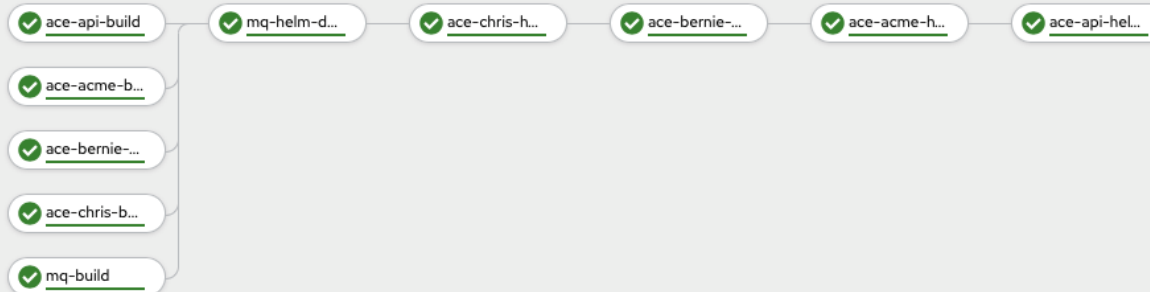 ace-api-build
mq-helm-d...
ace-chris-h...
ace-bernie-...
ace-acme-h...
ace-api-hel...
ace-acme-b...
ace-bernie-...
ace-chris-b...
mq-build